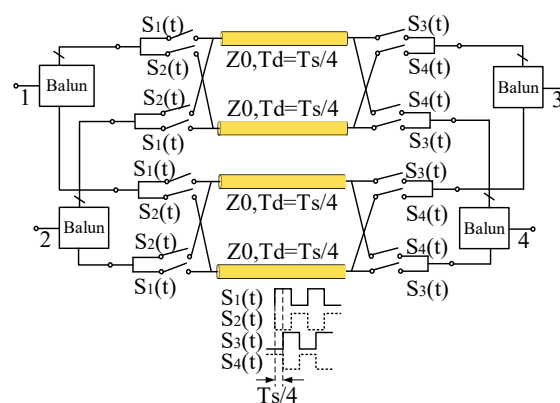 S1(t)
S3(t)
Z0,Td=Ts/4
S2(t)
S4(t)
Balun
1
Balun
3
S2(t)
S4(t)
S1(t)
S3(t)
Z0,Td=Ts/4
S1(t)
S3(t)
S2(t)
S4(t)
Z0,Td=Ts/4
2
Balun
Balun
4
S2(t)
S4(t)
Z0,Td=Ts/4
S1(t)
S3(t)
S1(t)
S2(t)
S3(t)
S4(t)
Ts/4